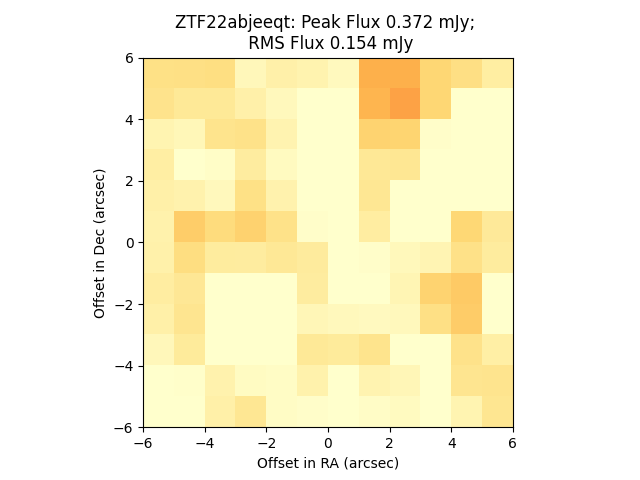 ZTF22abjeeqt: Peak Flux 0.372 mJy;
RMS Flux 0.154 mJy
6
4
2
0
−2
−4
−6
Offset in Dec (arcsec)
−6 −4 −2 0 2 4 6
Offset in RA (arcsec)